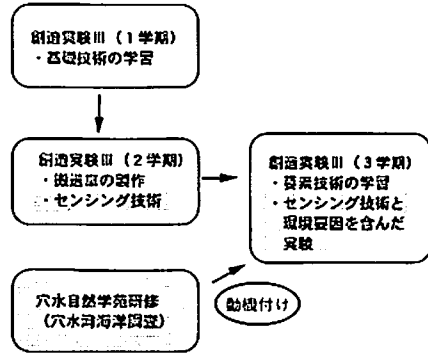 創造実験III（1学期）
・基礎技術の学習
創造実験III（2学期）
・搬送車の製作
・センシング技術
創造実験III（3学期）
・要素技術の学習
・センシング技術と
環境要因を含んだ
実験
穴水自然学苑研修
（穴水湾海洋調査）
動機付け